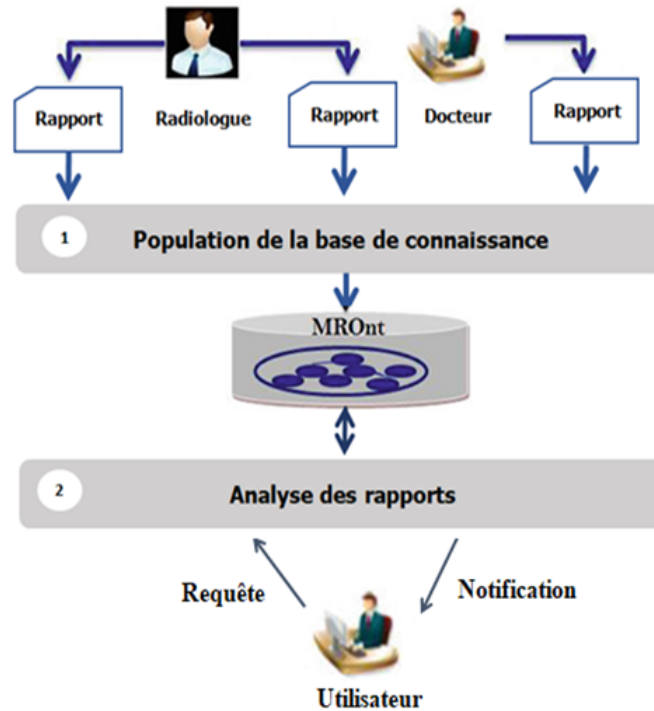 Rapport
Radiologue
Rapport
Docteur
Rapport
1
Population de la base de connaissance
MROnt
2
Analyse des rapports
Requête
Notification
Utilisateur